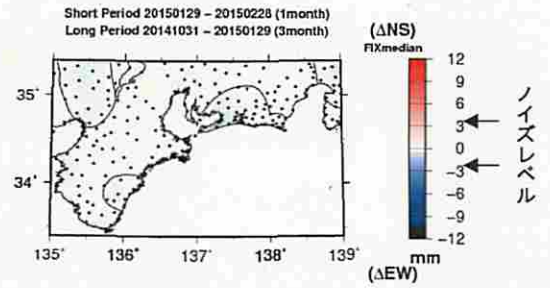 Short Period 20150129 – 20150228 (1month)
Long Period 20141031 – 20150129 (3month)
(ΔNS)
FIXmedian
12
9
6
3
0
−3
−6
−9
−12
mm
(ΔEW)
ノイズレベル
35°
34°
135° 136° 137° 138° 139°